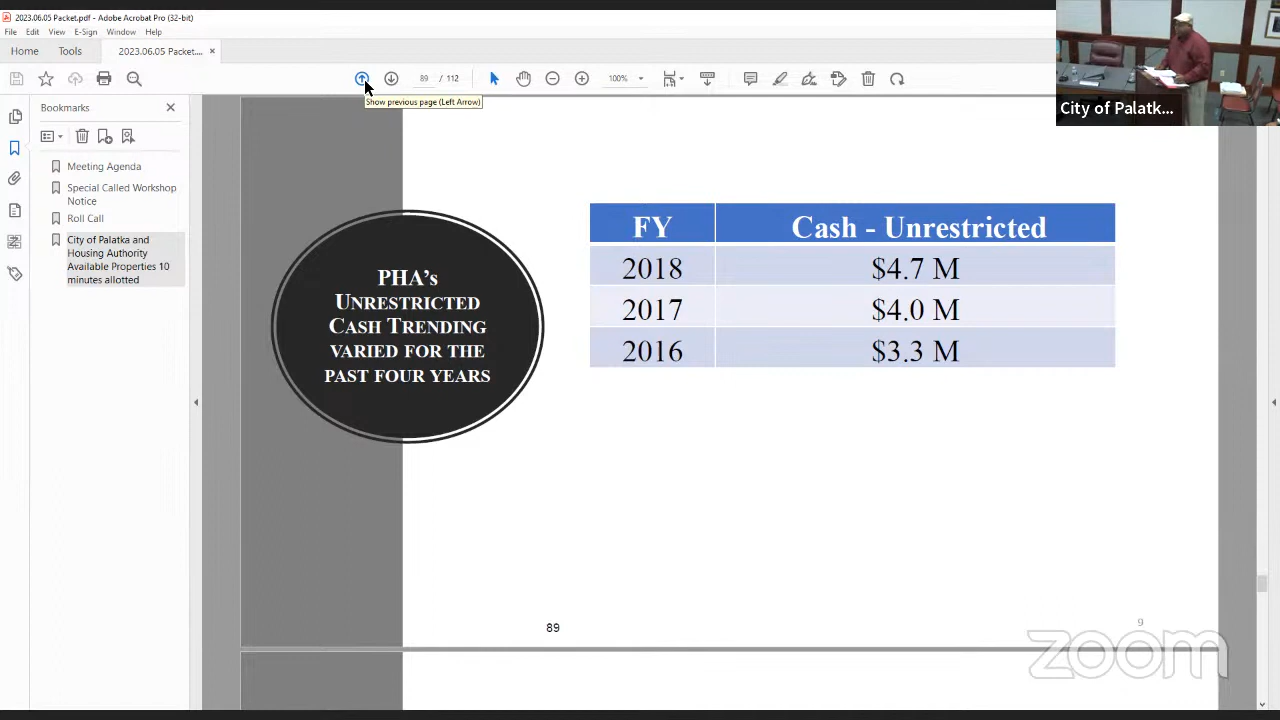 2023.06.05 Packet.pdf - Adobe Acrobat Pro (32-bit)
File Edit View E-Sign Window Help
Home Tools 2023.06.05 Packet.... ×
89 / 112 100%
Show previous page (Left Arrow)
City of Palatk...
Bookmarks
Meeting Agenda
Special Called Workshop
Notice
Roll Call
City of Palatka and
Housing Authority
Available Properties 10
minutes allotted
PHA’s
Unrestricted
Cash Trending
varied for the
past four years
FY Cash - Unrestricted
2018 $4.7 M
2017 $4.0 M
2016 $3.3 M
89
9
zoom